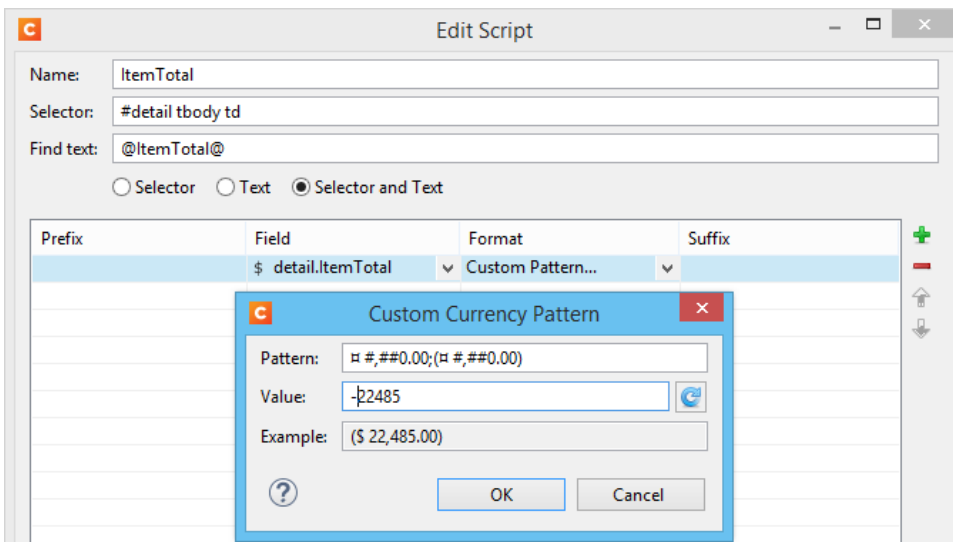 C Edit Script
Name: ItemTotal
Selector: #detail tbody td
Find text: @ItemTotal@
Selector Text Selector and Text
Prefix Field Format Suffix
$ detail.ItemTotal Custom Pattern...
C Custom Currency Pattern
Pattern: ¤ #,##0.00;(¤ #,##0.00)
Value: -22485
Example: ($ 22,485.00)
? OK Cancel